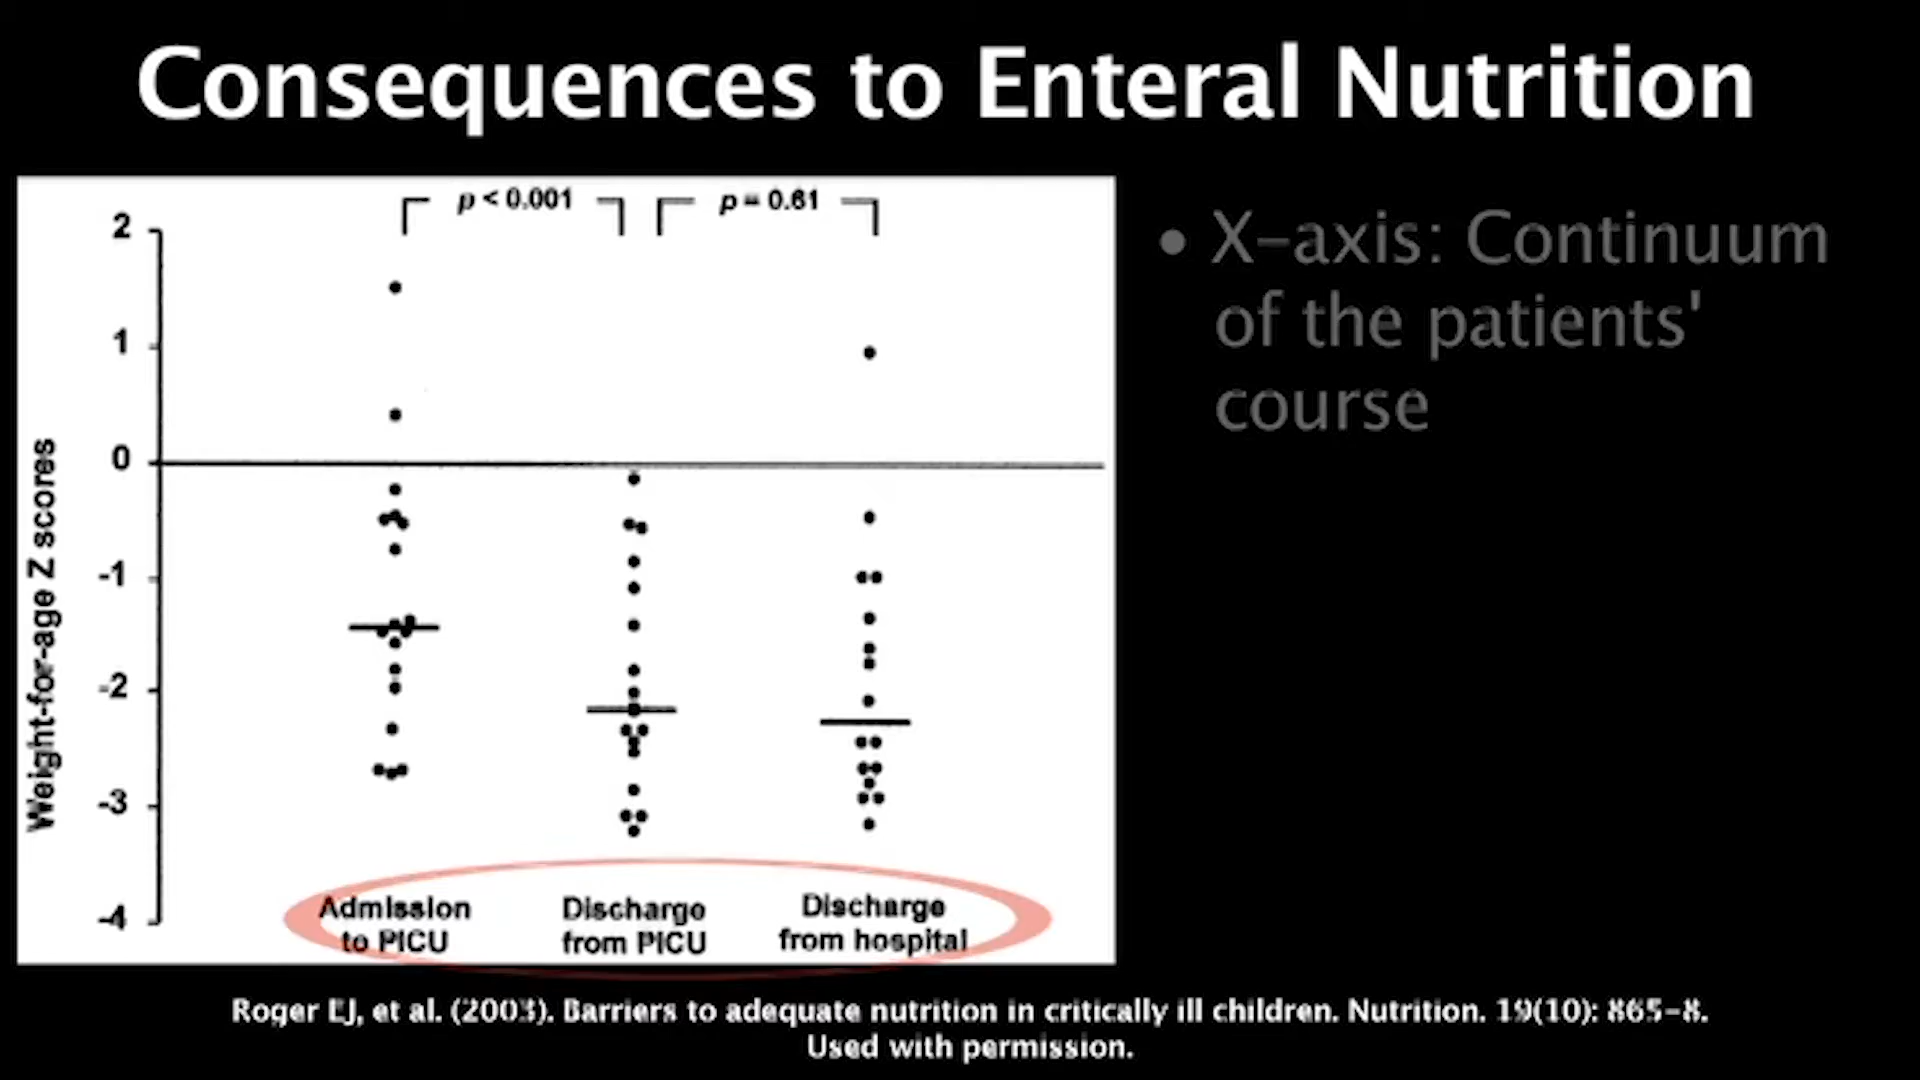 Consequences to Enteral Nutrition
p < 0.001
p = 0.61
2
1
0
-1
-2
-3
-4
Weight-for-age Z scores
Admission
to PICU
Discharge
from PICU
Discharge
from hospital
• X-axis: Continuum
of the patients'
course
Roger EJ, et al. (2003). Barriers to adequate nutrition in critically ill children. Nutrition. 19(10): 865-8.
Used with permission.